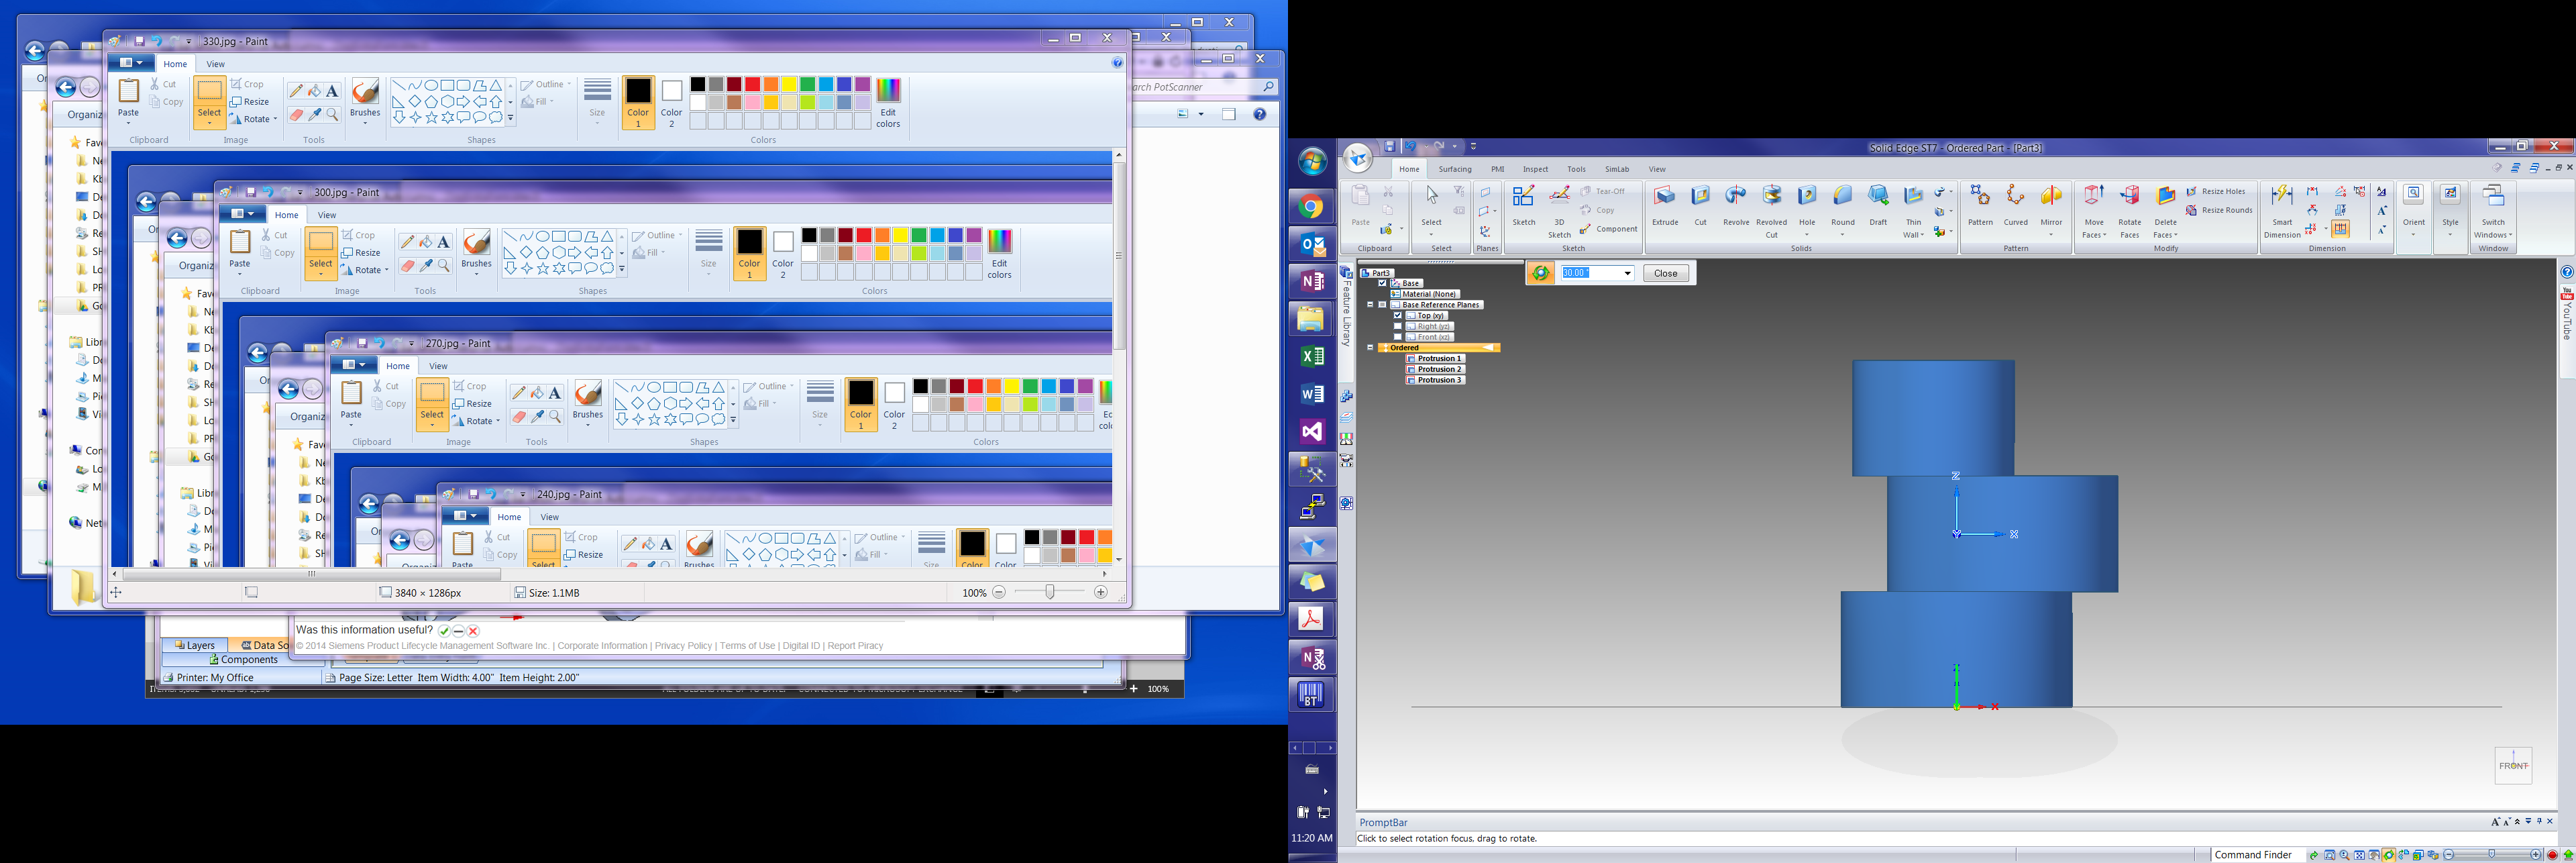 330.jpg - Paint
Home View
Paste Cut Copy Select Crop Resize Rotate Brushes Outline Fill Size Color 1 Color 2 Edit colors
Clipboard Image Tools Shapes Colors
Organiz
300.jpg - Paint
Home View
Paste Cut Copy Select Crop Resize Rotate Brushes Outline Fill Size Color 1 Color 2 Edit colors
Clipboard Image Tools Shapes Colors
Organiz
270.jpg - Paint
Home View
Paste Cut Copy Select Crop Resize Rotate Brushes Outline Fill Size Color 1 Color 2
Clipboard Image Tools Shapes Colors
Organiz
240.jpg - Paint
Home View
Paste Cut Copy Select Crop Resize Brushes Outline Fill Size Color Color
3840 × 1286px
Size: 1.1MB
100%
arch PotScanner
Was this information useful?
© 2014 Siemens Product Lifecycle Management Software Inc. | Corporate Information | Privacy Policy | Terms of Use | Digital ID | Report Piracy
Layers Data So
Components
Printer: My Office
Page Size: Letter Item Width: 4.00" Item Height: 2.00"
100%
11:20 AM
Solid Edge ST7 - Ordered Part - [Part3]
Home Surfacing PMI Inspect Tools SimLab View
Paste Select Sketch 3D Sketch Tear-Off Copy Component Extrude Cut Revolve Revolved Cut Hole Round Draft Thin Wall Pattern Curved Mirror Move Faces Rotate Faces Delete Faces Resize Holes Resize Rounds Smart Dimension Orient Style Switch Windows
Clipboard Select Planes Sketch Solids Pattern Modify Dimension Window
Feature Library
Part3
Base
Material (None)
Base Reference Planes
Top (xy)
Right (yz)
Front (xz)
Ordered
Protrusion 1
Protrusion 2
Protrusion 3
30.00 °
Close
YouTube
Z
X
X
FRONT
PromptBar
Click to select rotation focus, drag to rotate.
Command Finder